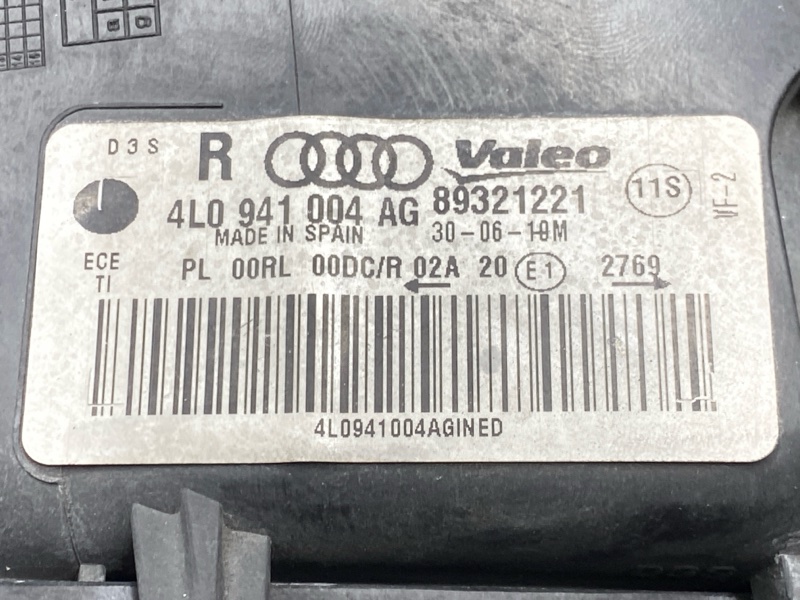 D3S R Valeo
4L0 941 004 AG 89321221 11S
MADE IN SPAIN 30-06-10M
VF-2
ECE PL 00RL 00DC/R 02A 20 E1 2769
TI
4L0941004AGINED